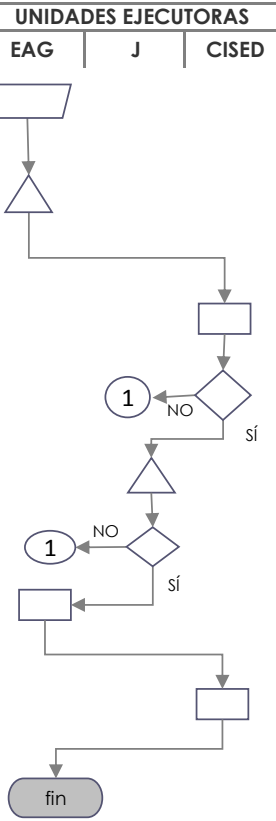 UNIDADES EJECUTORAS
EAG J CISED
1
NO
SÍ
NO
1
SÍ
fin